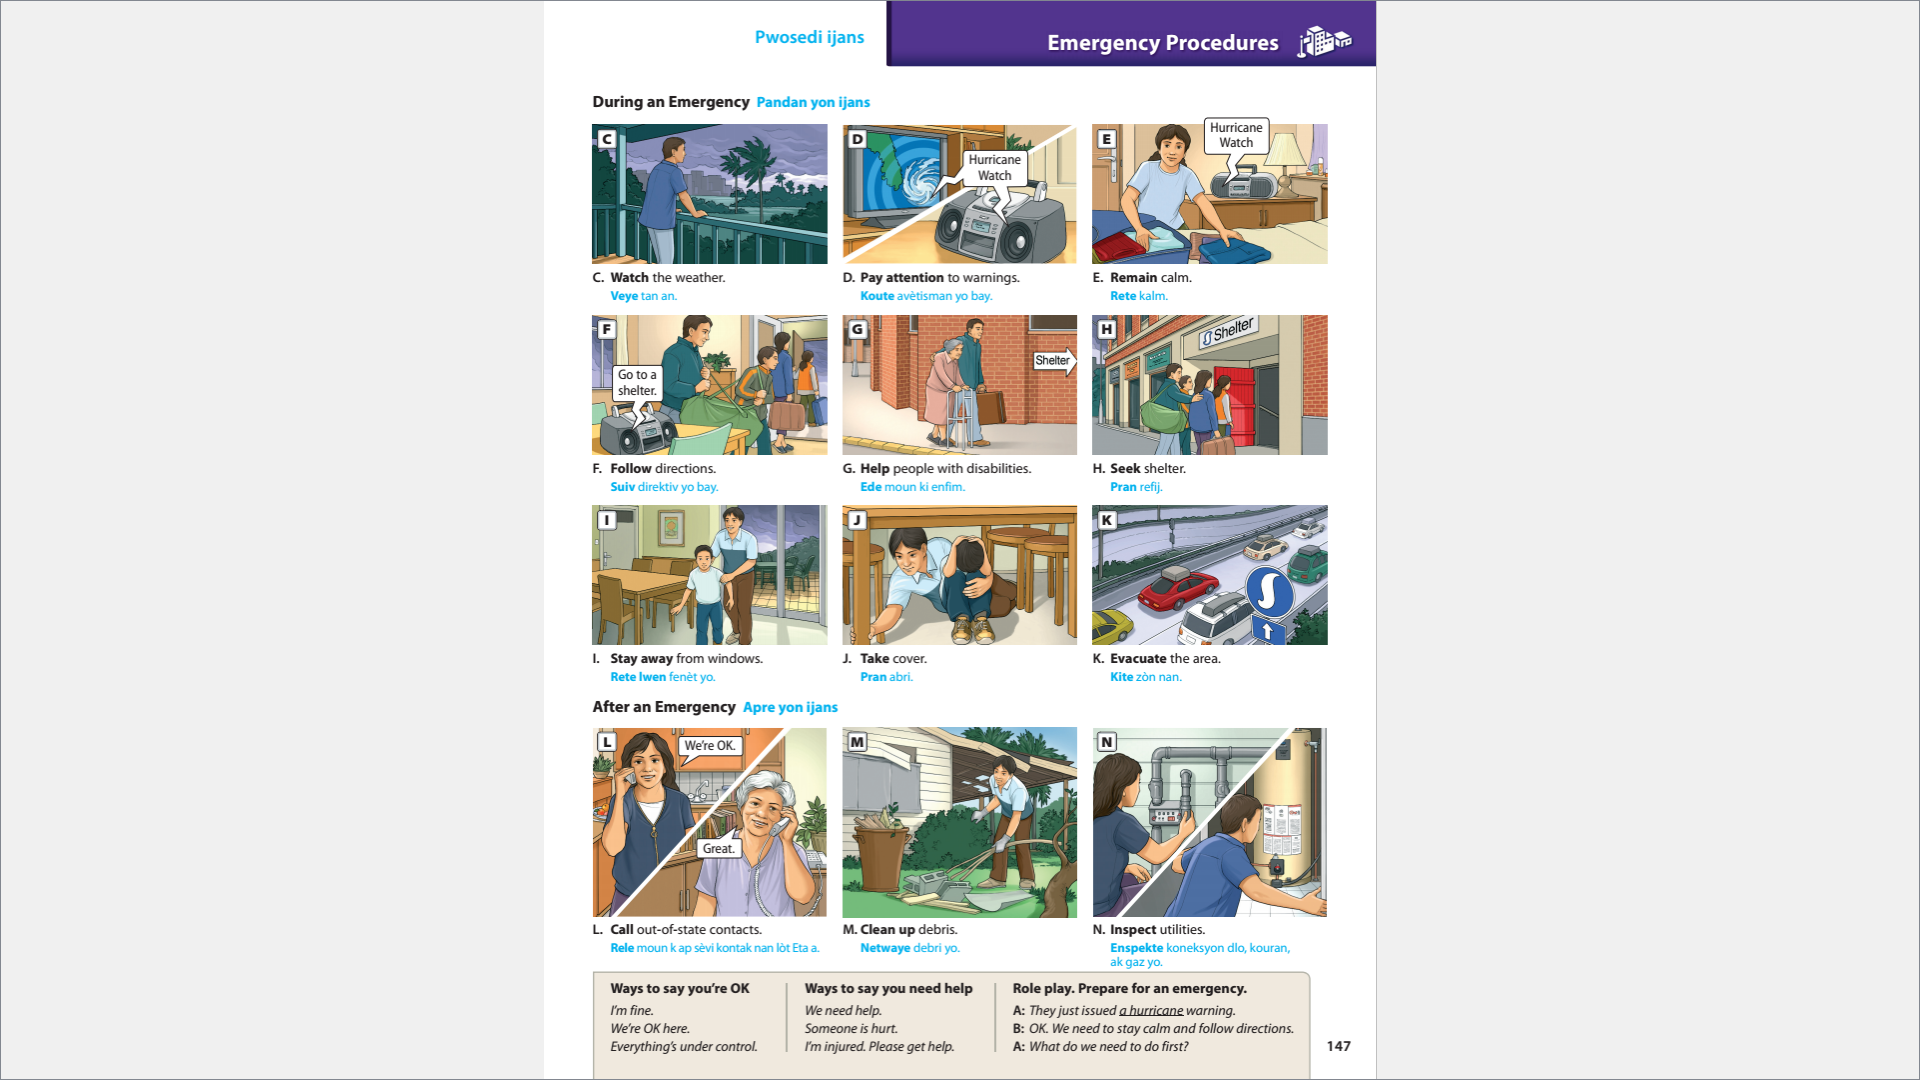 Pwosedi ijans
Emergency Procedures
During an Emergency Pandan yon ijans
C
D
Hurricane
Watch
E
Hurricane
Watch
C. Watch the weather.
Veye tan an.
D. Pay attention to warnings.
Koute avètisman yo bay.
E. Remain calm.
Rete kalm.
F
Go to a
shelter.
G
Shelter
H
Shelter
F. Follow directions.
Suiv direktiv yo bay.
G. Help people with disabilities.
Ede moun ki enfim.
H. Seek shelter.
Pran refij.
I
J
K
I. Stay away from windows.
Rete lwen fenèt yo.
J. Take cover.
Pran abri.
K. Evacuate the area.
Kite zòn nan.
After an Emergency Apre yon ijans
L
We're OK.
Great.
M
N
L. Call out-of-state contacts.
Rele moun k ap sèvi kontak nan lòt Eta a.
M. Clean up debris.
Netwaye debri yo.
N. Inspect utilities.
Enspekte koneksyon dlo, kouran,
ak gaz yo.
Ways to say you're OK
I'm fine.
We're OK here.
Everything's under control.
Ways to say you need help
We need help.
Someone is hurt.
I'm injured. Please get help.
Role play. Prepare for an emergency.
A: They just issued a hurricane warning.
B: OK. We need to stay calm and follow directions.
A: What do we need to do first?
147